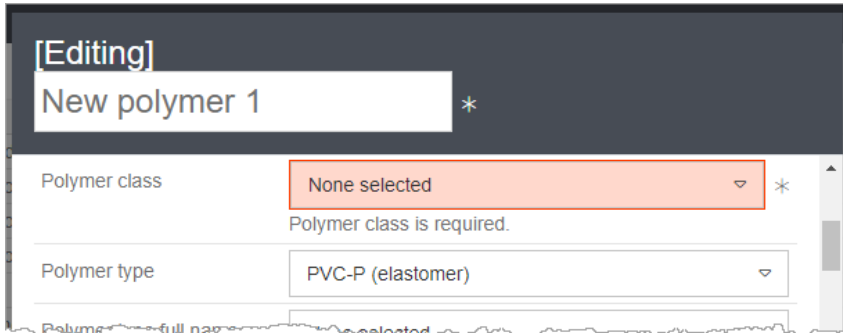 [Editing]
New polymer 1 *
Polymer class None selected *
Polymer class is required.
Polymer type PVC-P (elastomer)